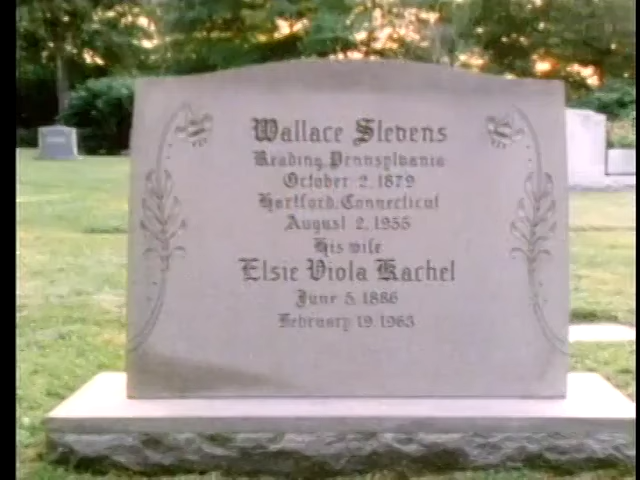 Wallace Stevens
Reading, Pennsylvania
October 2, 1879
Hartford, Connecticut
August 2, 1955
His wife
Elsie Viola Kachel
June 5, 1886
February 19, 1963